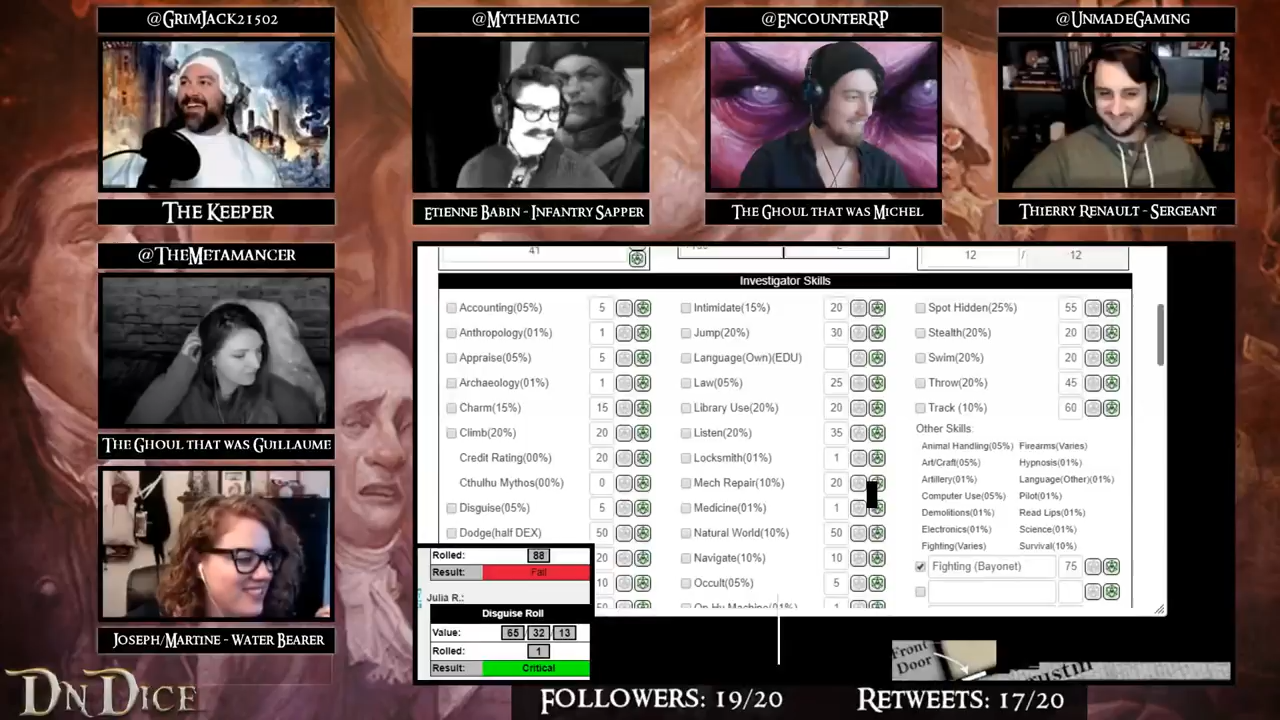 @GrimJack21502
@Mythematic
@EncounterRP
@UnmadeGaming
The Keeper
Etienne Babin - Infantry Sapper
The Ghoul that was Michel
Thierry Renault - Sergeant
@TheMetamancer
The Ghoul that was Guillaume
Joseph/Martine - Water Bearer
41
12 / 12
Investigator Skills
Accounting(05%) 5
Anthropology(01%) 1
Appraise(05%) 5
Archaeology(01%) 1
Charm(15%) 15
Climb(20%) 20
Credit Rating(00%) 20
Cthulhu Mythos(00%) 0
Disguise(05%) 5
Dodge(half DEX) 50
20
10
Intimidate(15%) 20
Jump(20%) 30
Language(Own)(EDU)
Law(05%) 25
Library Use(20%) 20
Listen(20%) 35
Locksmith(01%) 1
Mech Repair(10%) 20
Medicine(01%) 1
Natural World(10%) 50
Navigate(10%) 10
Occult(05%) 5
Op Hv Machine(01%) 1
Spot Hidden(25%) 55
Stealth(20%) 20
Swim(20%) 20
Throw(20%) 45
Track (10%) 60
Other Skills
Animal Handling(05%) Firearms(Varies)
Art/Craft(05%) Hypnosis(01%)
Artillery(01%) Language(Other)(01%)
Computer Use(05%) Pilot(01%)
Demolitions(01%) Read Lips(01%)
Electronics(01%) Science(01%)
Fighting(Varies) Survival(10%)
Fighting (Bayonet) 75
Rolled: 88
Result: Fail
Julia R.:
Disguise Roll
Value: 65 32 13
Rolled: 1
Result: Critical
Front
Door
DnDice
Followers: 19/20
Retweets: 17/20